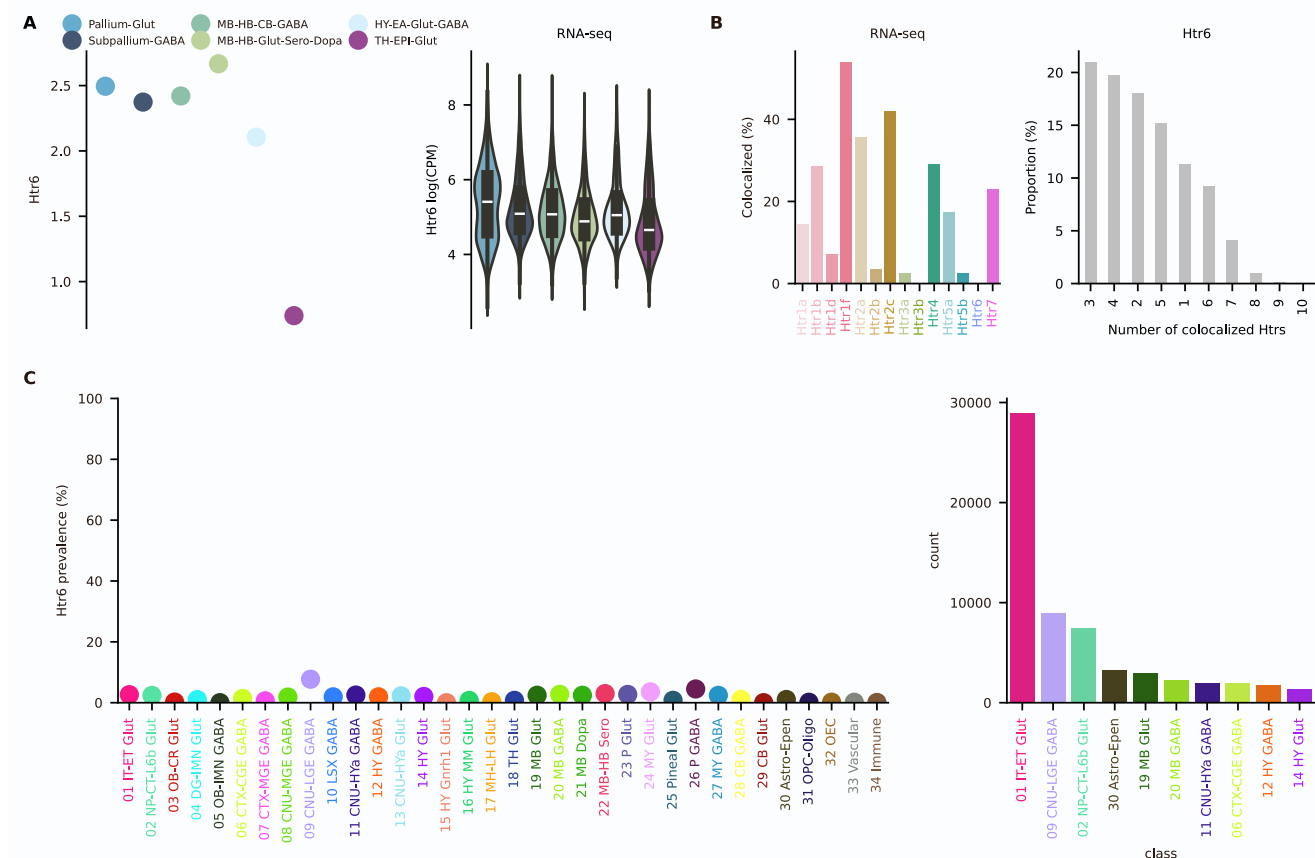 A
Pallium-Glut
MB-HB-CB-GABA
HY-EA-Glut-GABA
Subpallium-GABA
MB-HB-Glut-Sero-Dopa
TH-EPI-Glut
Htr6
2.5
2.0
1.5
1.0
RNA-seq
Htr6 log(CPM)
8
6
4
B
RNA-seq
Colocalized (%)
40
20
0
Htr1a
Htr1b
Htr1d
Htr1f
Htr2a
Htr2b
Htr2c
Htr3a
Htr3b
Htr4
Htr5a
Htr5b
Htr6
Htr7
Htr6
Proportion (%)
20
15
10
5
0
3
4
2
5
1
6
7
8
9
10
Number of colocalized Htrs
C
Htr6 prevalence (%)
100
80
60
40
20
0
01 IT-ET Glut
02 NP-CT-L6b Glut
03 OB-CR Glut
04 DG-IMN Glut
05 OB-IMN GABA
06 CTX-CGE GABA
07 CTX-MGE GABA
08 CNU-MGE GABA
09 CNU-LGE GABA
10 LSX GABA
11 CNU-HYa GABA
12 HY GABA
13 CNU-HYa Glut
14 HY Glut
15 HY Gnrh1 Glut
16 HY MM Glut
17 MH-LH Glut
18 TH Glut
19 MB Glut
20 MB GABA
21 MB Dopa
22 MB-HB Sero
23 P Glut
24 MY Glut
25 Pineal Glut
26 P GABA
27 MY GABA
28 CB GABA
29 CB Glut
30 Astro-Epen
31 OPC-Oligo
32 OEC
33 Vascular
34 Immune
count
30000
20000
10000
0
01 IT-ET Glut
09 CNU-LGE GABA
02 NP-CT-L6b Glut
30 Astro-Epen
19 MB Glut
20 MB GABA
11 CNU-HYa GABA
06 CTX-CGE GABA
12 HY GABA
14 HY Glut
class